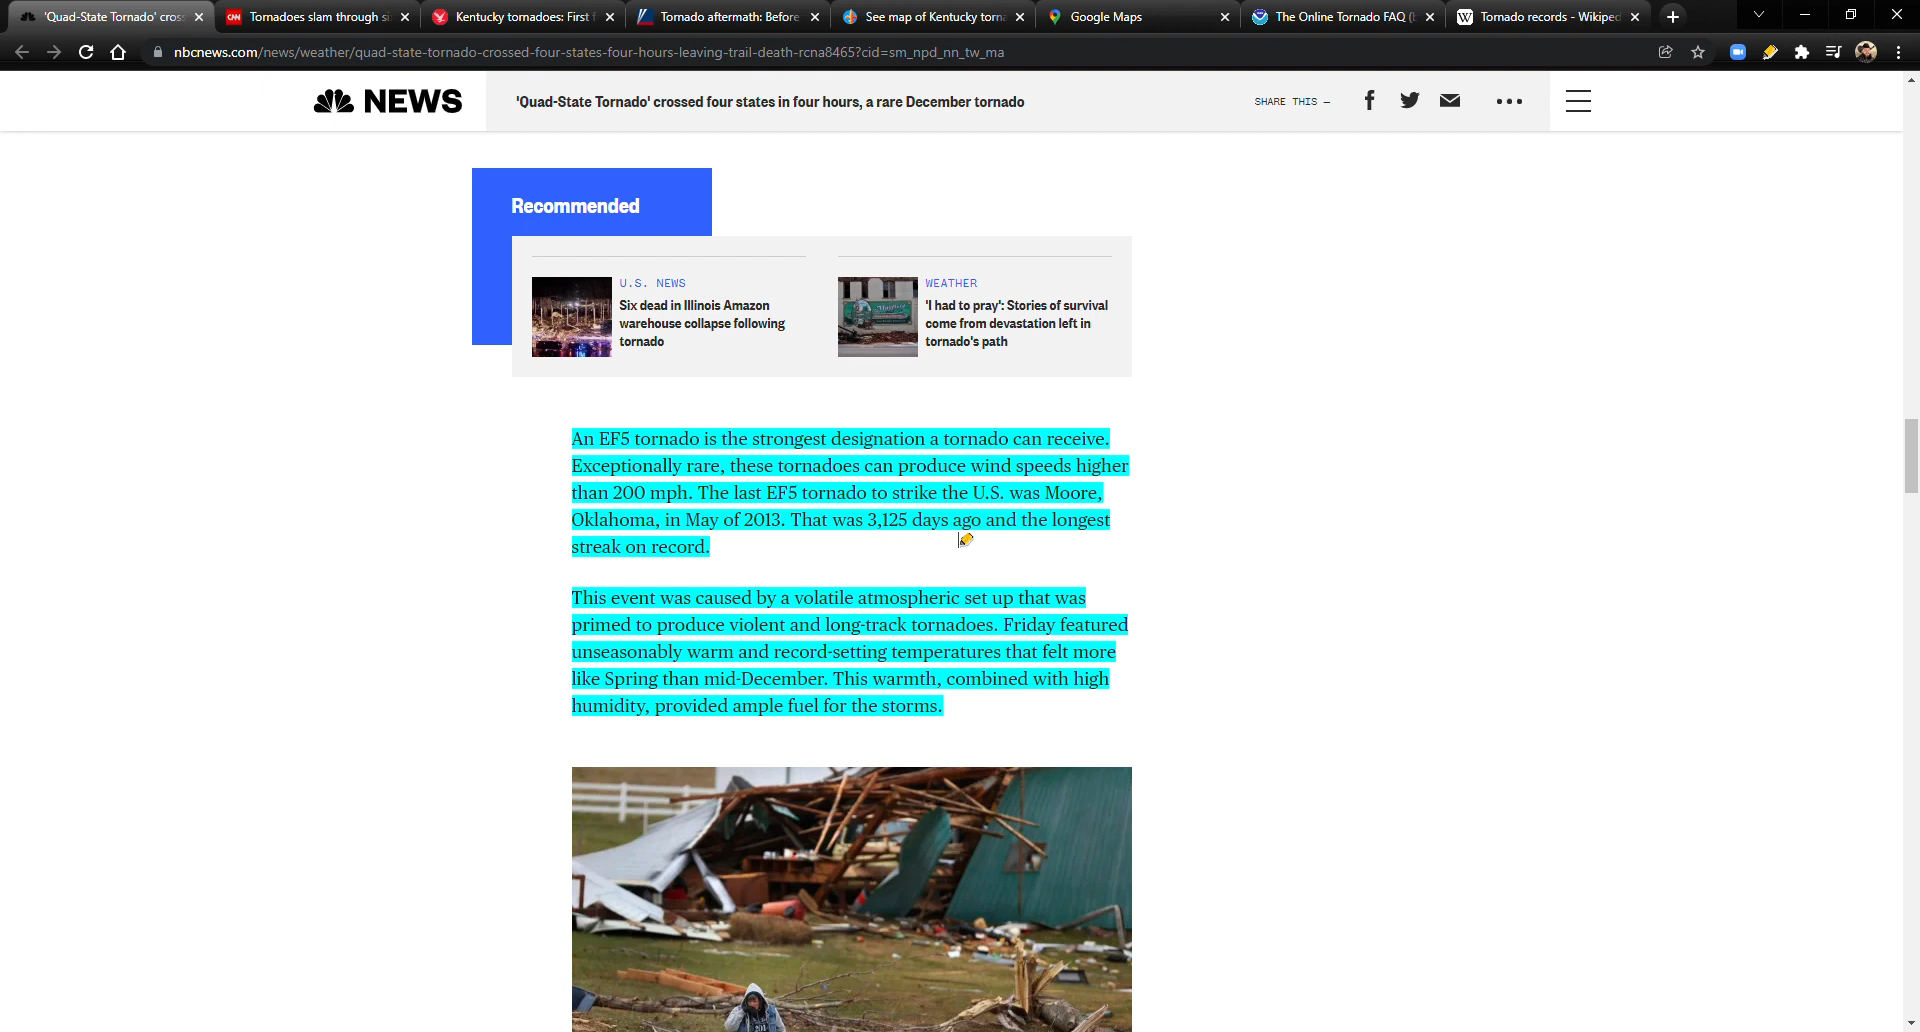 'Quad-State Tornado' cross
Tornadoes slam through si
Kentucky tornadoes: First
Tornado aftermath: Before
See map of Kentucky torna
Google Maps
The Online Tornado FAQ (
Tornado records - Wikiped
nbcnews.com/news/weather/quad-state-tornado-crossed-four-states-four-hours-leaving-trail-death-rcna8465?cid=sm_npd_nn_tw_ma
NEWS
'Quad-State Tornado' crossed four states in four hours, a rare December tornado
SHARE THIS —
Recommended
U.S. NEWS
Six dead in Illinois Amazon
warehouse collapse following
tornado
WEATHER
'I had to pray': Stories of survival
come from devastation left in
tornado's path
An EF5 tornado is the strongest designation a tornado can receive.
Exceptionally rare, these tornadoes can produce wind speeds higher
than 200 mph. The last EF5 tornado to strike the U.S. was Moore,
Oklahoma, in May of 2013. That was 3,125 days ago and the longest
streak on record.
This event was caused by a volatile atmospheric set up that was
primed to produce violent and long-track tornadoes. Friday featured
unseasonably warm and record-setting temperatures that felt more
like Spring than mid-December. This warmth, combined with high
humidity, provided ample fuel for the storms.